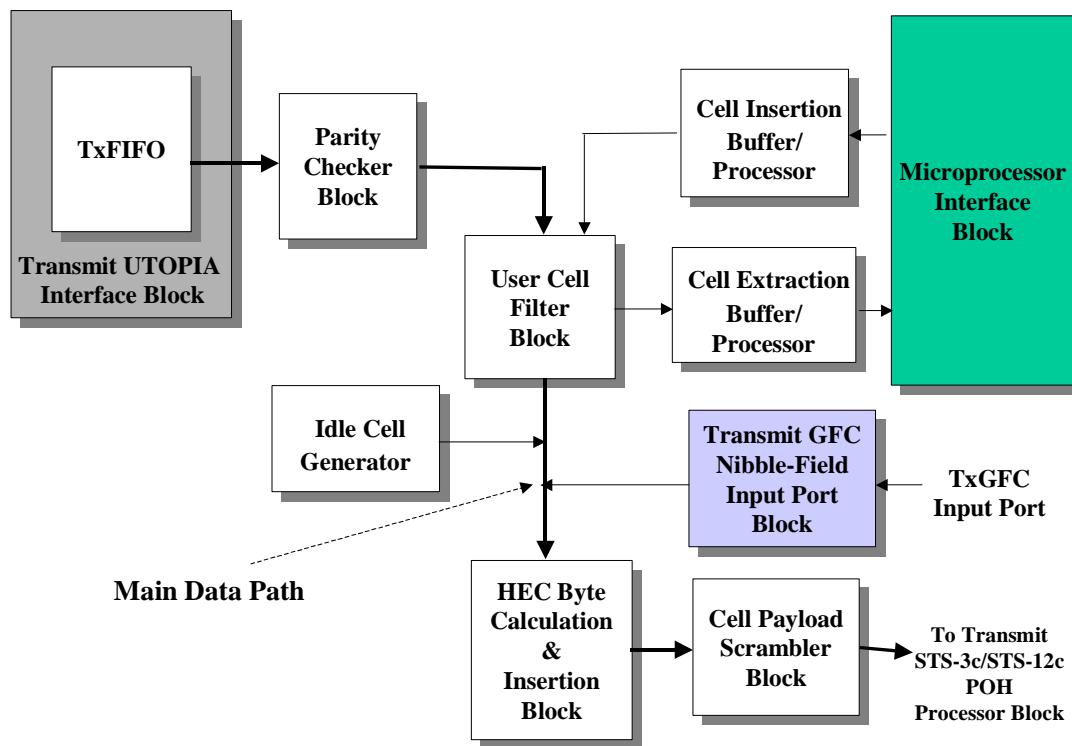 TxFIFO
Transmit UTOPIA
Interface Block
Parity
Checker
Block
Cell Insertion
Buffer/
Processor
Microprocessor
Interface
Block
User Cell
Filter
Block
Cell Extraction
Buffer/
Processor
Idle Cell
Generator
Transmit GFC
Nibble-Field
Input Port
Block
TxGFC
Input Port
Main Data Path
HEC Byte
Calculation
&
Insertion
Block
Cell Payload
Scrambler
Block
To Transmit
STS-3c/STS-12c
POH
Processor Block